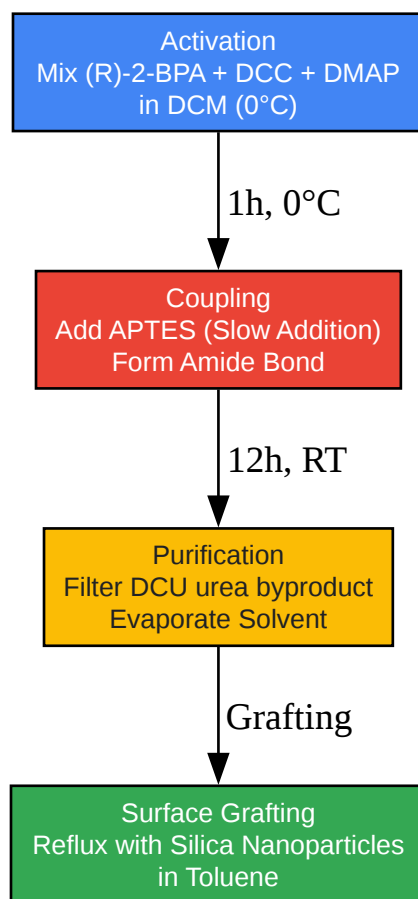 Activation
Mix (R)-2-BPA + DCC + DMAP
in DCM (0°C)
1h, 0°C
Coupling
Add APTES (Slow Addition)
Form Amide Bond
12h, RT
Purification
Filter DCU urea byproduct
Evaporate Solvent
Grafting
Surface Grafting
Reflux with Silica Nanoparticles
in Toluene